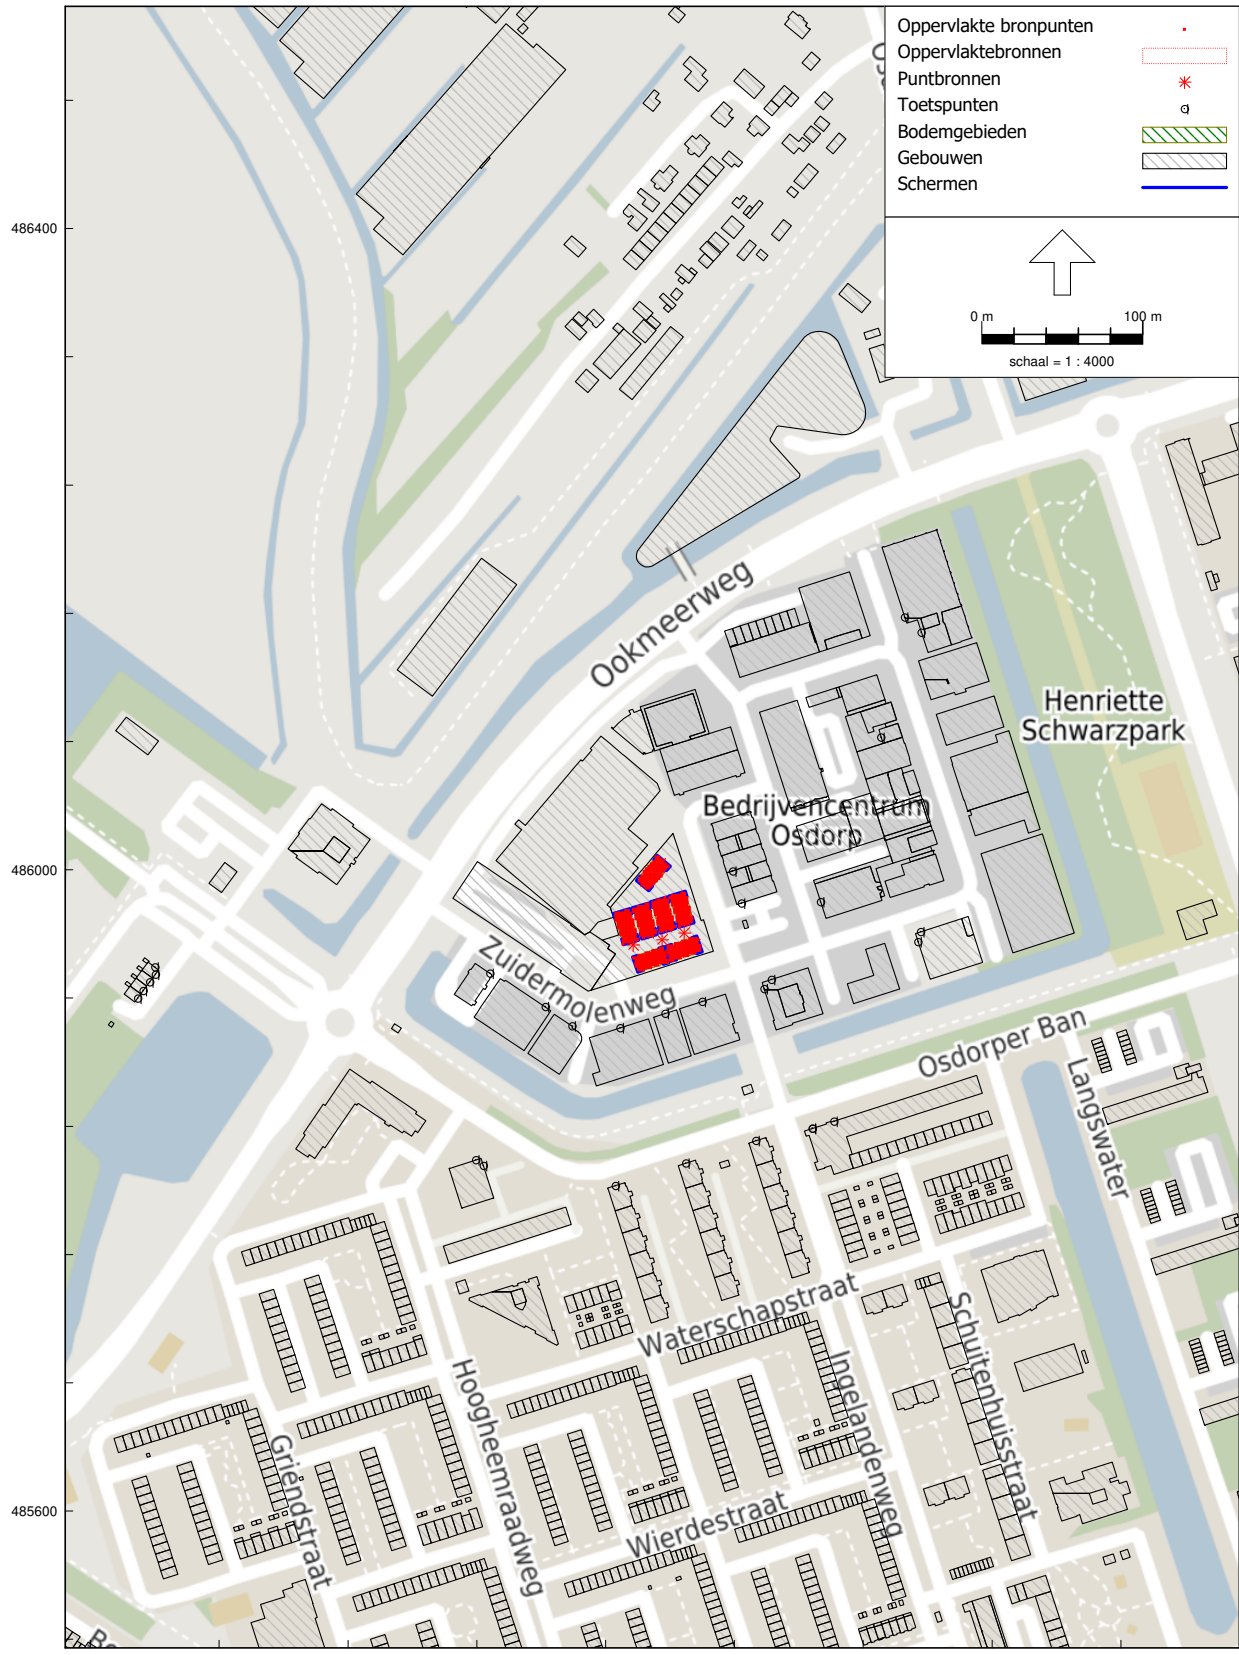 Oppervlakte bronpunten
Oppervlaktebronnen
Puntbronnen
Toetspunten
Bodemgebieden
Gebouwen
Schermen
0 m
100 m
schaal = 1 : 4000
486400
486000
485600
Ookmeerweg
Henriette
Schwarzpark
Bedrijvencentrum
Osdorp
Zuidermolenweg
Osdorper Ban
Langswater
Waterschapstraat
Schuitenhuisstraat
Ingelandenweg
Hoogheemraadweg
Griendstraat
Wierdestraat